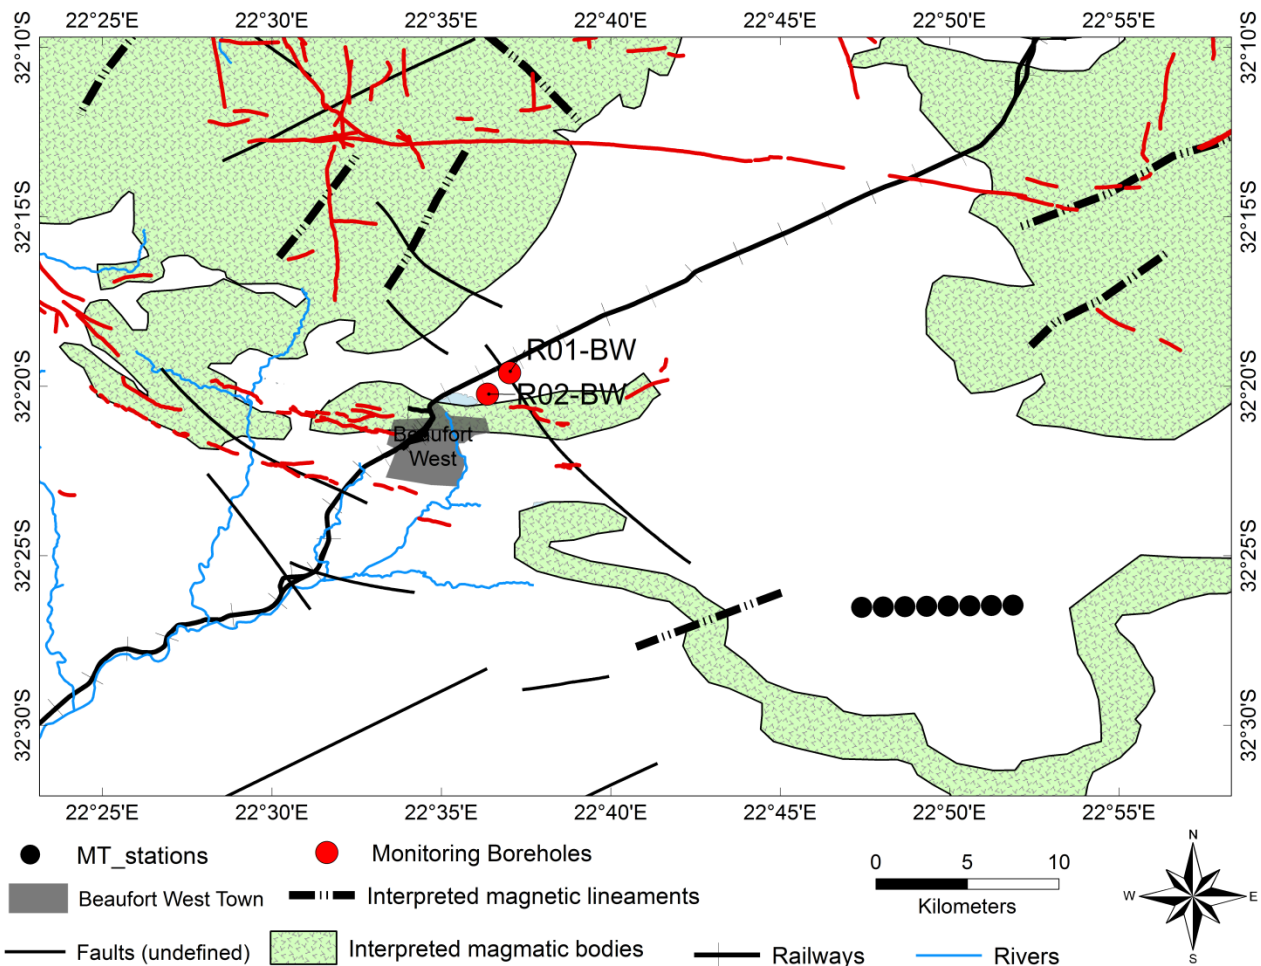 22°25'E 22°30'E 22°35'E 22°40'E 22°45'E 22°50'E 22°55'E
32°10'S 32°10'S
32°15'S 32°15'S
R01-BW
32°20'S 32°20'S
R02-BW
Beaufort
West
32°25'S 32°25'S
32°30'S 32°30'S
22°25'E 22°30'E 22°35'E 22°40'E 22°45'E 22°50'E 22°55'E
MT_stations
Monitoring Boreholes
0 5 10
Kilometers
N
W E
S
Beaufort West Town
Interpreted magnetic lineaments
Faults (undefined)
Interpreted magmatic bodies
Railways
Rivers